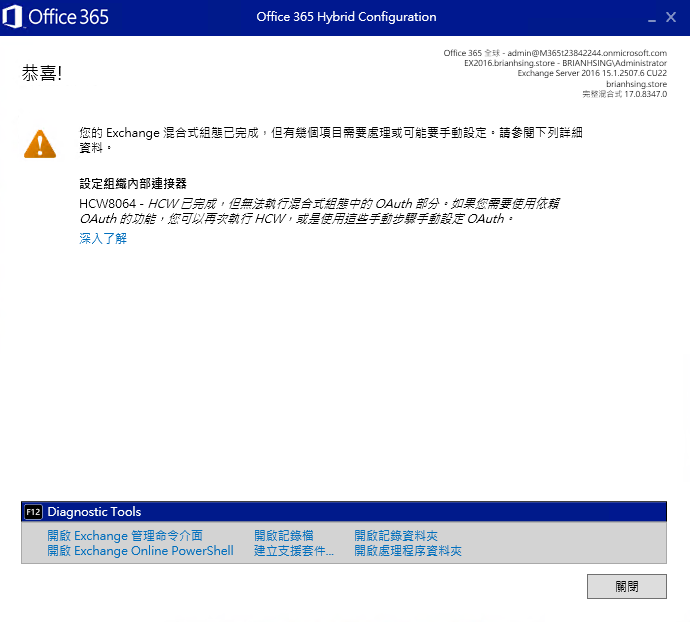 Office 365
Office 365 Hybrid Configuration
恭喜!
Office 365 全球 - admin@M365t23842244.onmicrosoft.com
EX2016.brianhsing.store - BRIANHSING\Administrator
Exchange Server 2016 15.1.2507.6 CU22
brianhsing.store
完整混合式 17.0.8347.0
您的 Exchange 混合式組態已完成，但有幾個項目需要處理或可能要手動設定。請參閱下列詳細
資料。
設定組織內部連接器
HCW8064 - HCW 已完成，但無法執行混合式組態中的 OAuth 部分。如果您需要使用依賴
OAuth 的功能，您可以再次執行 HCW，或是使用這些手動步驟手動設定 OAuth。
深入了解
F12 Diagnostic Tools
開啟 Exchange 管理命令介面 開啟記錄檔 開啟記錄資料夾
開啟 Exchange Online PowerShell 建立支援套件... 開啟處理程序資料夾
關閉